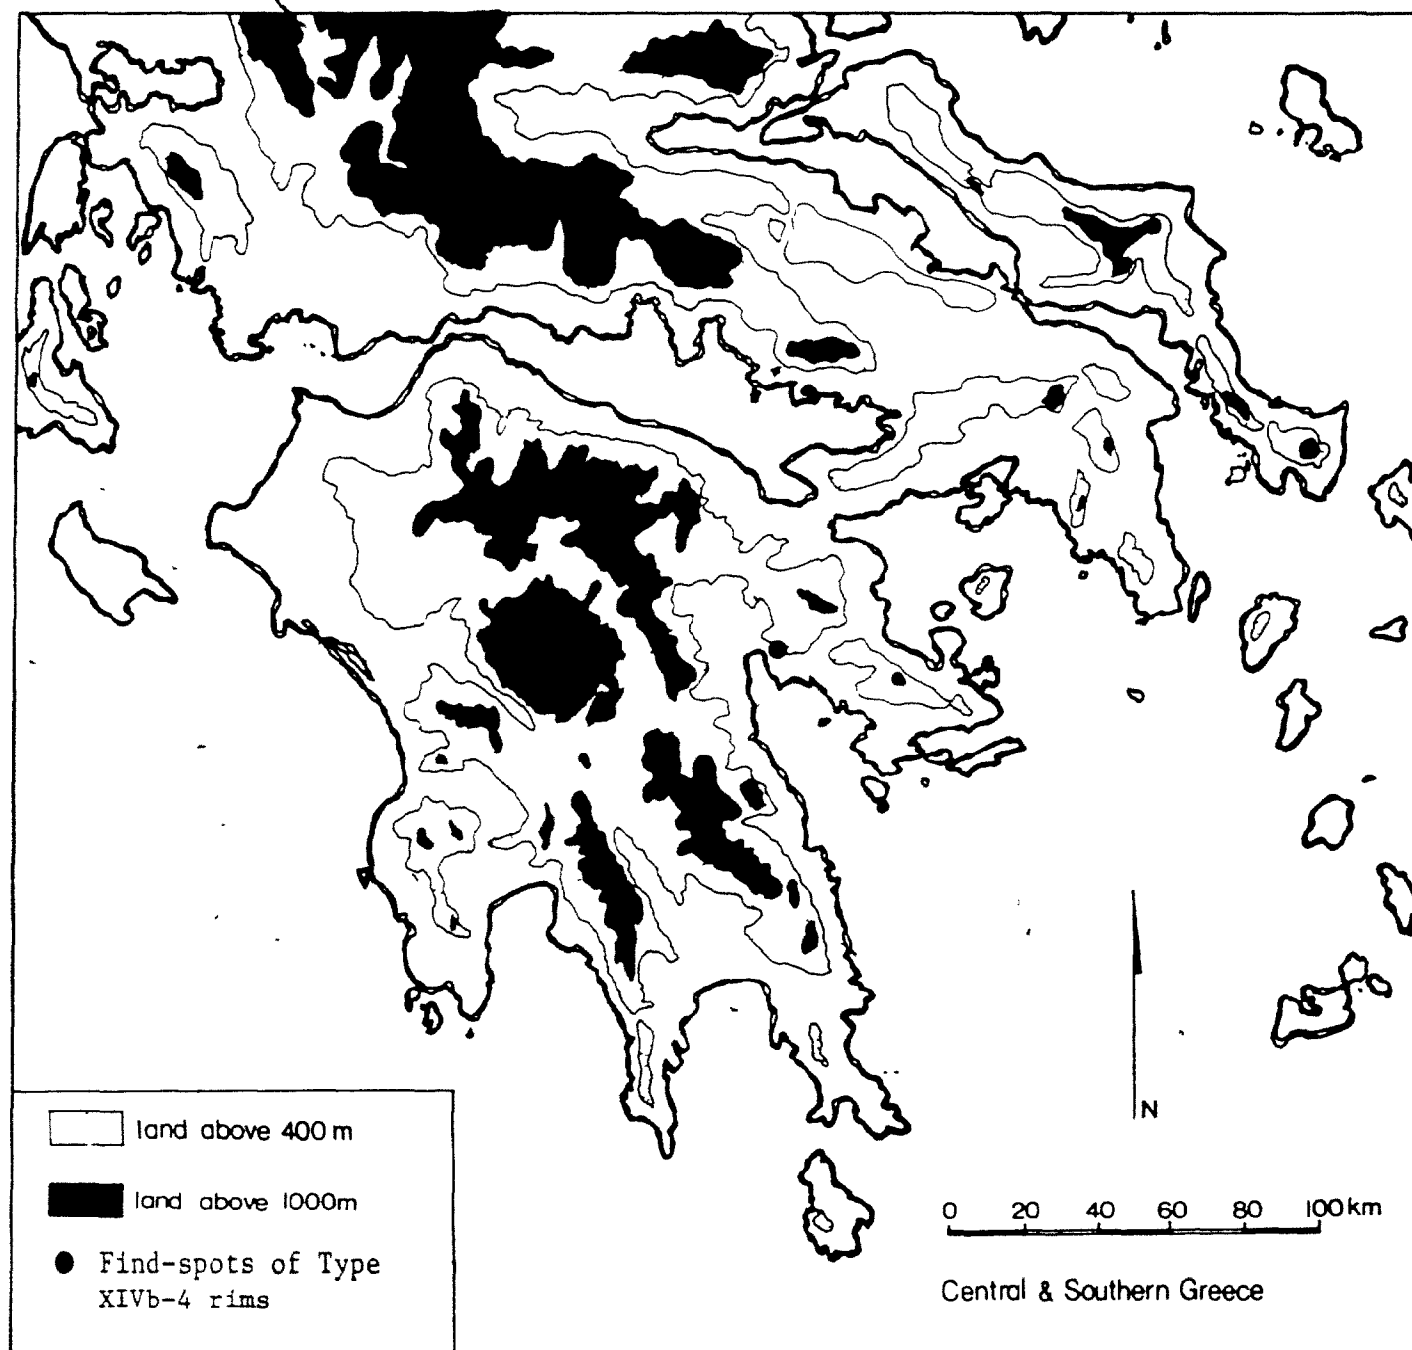 N
land above 400 m
land above 1000m
Find-spots of Type
XIVb-4 rims
0 20 40 60 80 100 km
Central & Southern Greece